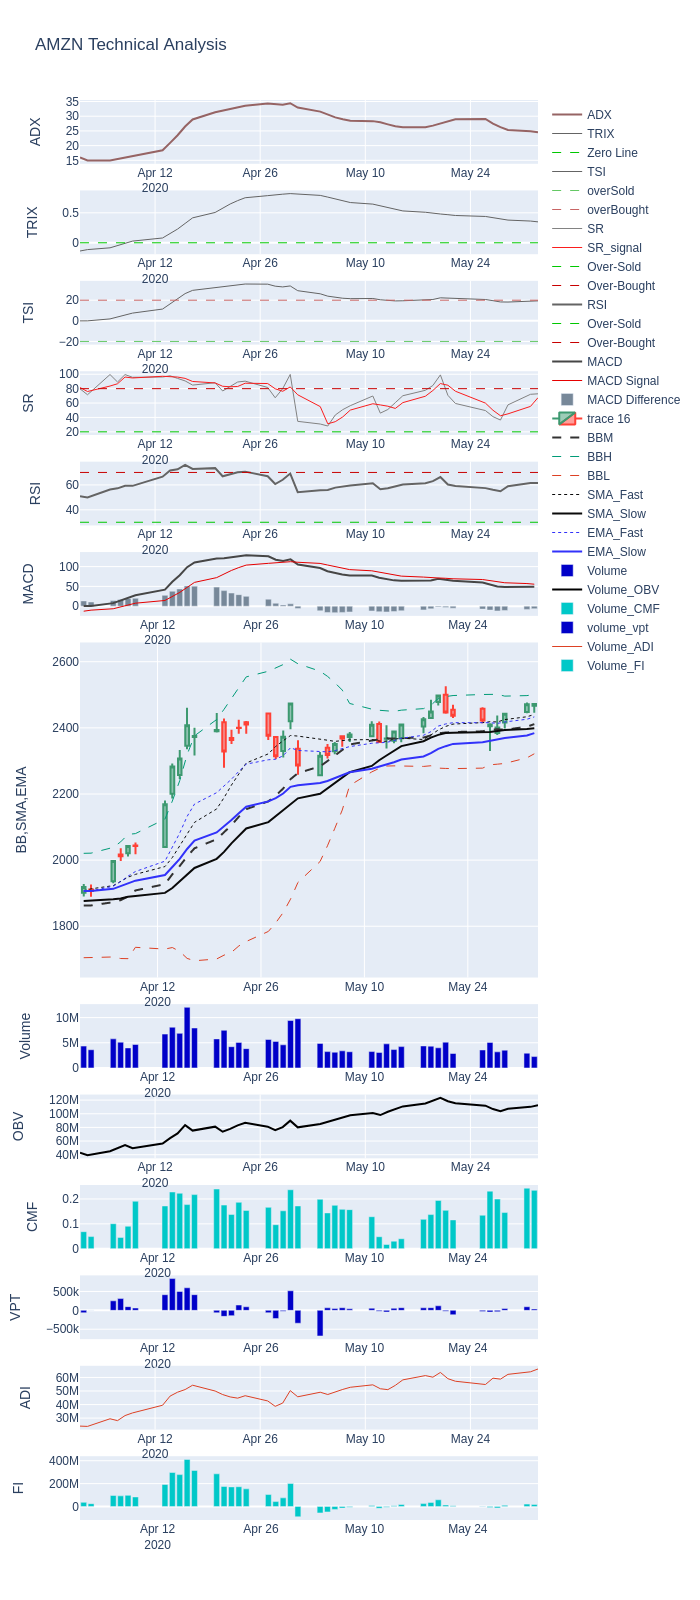 AMZN Technical Analysis
35
30
25
20
15
ADX
Apr 12
2020
Apr 26
May 10
May 24
0.5
0
TRIX
Apr 12
2020
Apr 26
May 10
May 24
20
0
−20
TSI
Apr 12
2020
Apr 26
May 10
May 24
100
80
60
40
20
SR
Apr 12
2020
Apr 26
May 10
May 24
60
40
RSI
Apr 12
2020
Apr 26
May 10
May 24
100
50
0
MACD
Apr 12
2020
Apr 26
May 10
May 24
2600
2400
2200
2000
1800
BB,SMA,EMA
Apr 12
2020
Apr 26
May 10
May 24
10M
5M
0
Volume
Apr 12
2020
Apr 26
May 10
May 24
120M
100M
80M
60M
40M
OBV
Apr 12
2020
Apr 26
May 10
May 24
0.2
0.1
0
CMF
Apr 12
2020
Apr 26
May 10
May 24
500k
0
−500k
VPT
Apr 12
2020
Apr 26
May 10
May 24
60M
50M
40M
30M
ADI
Apr 12
2020
Apr 26
May 10
May 24
400M
200M
0
FI
Apr 12
2020
Apr 26
May 10
May 24
ADX
TRIX
Zero Line
TSI
overSold
overBought
SR
SR_signal
Over-Sold
Over-Bought
RSI
Over-Sold
Over-Bought
MACD
MACD Signal
MACD Difference
trace 16
BBM
BBH
BBL
SMA_Fast
SMA_Slow
EMA_Fast
EMA_Slow
Volume
Volume_OBV
Volume_CMF
volume_vpt
Volume_ADI
Volume_FI